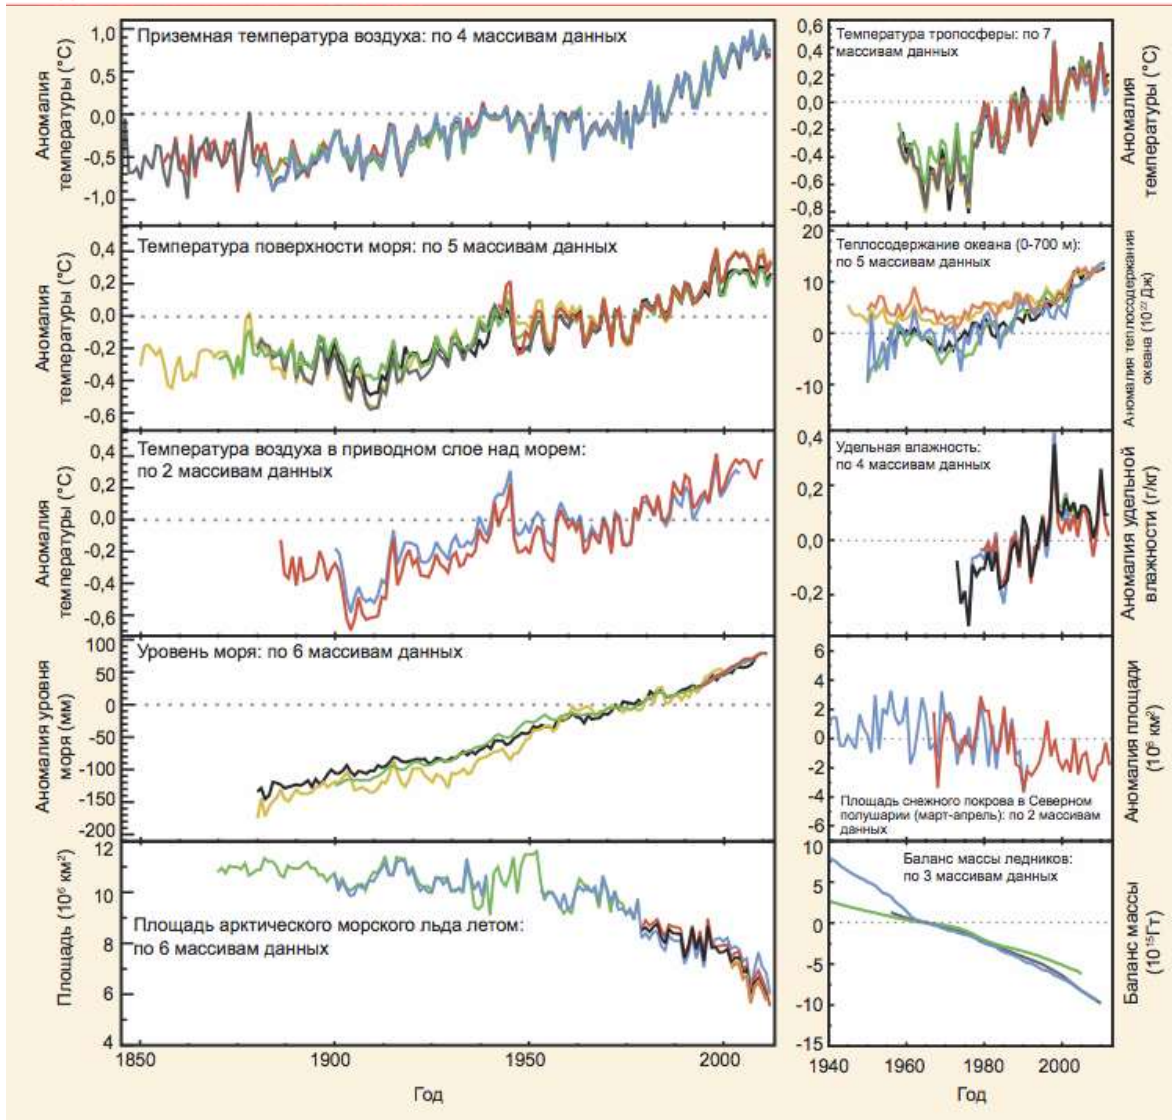 Аномалия
температуры (°C)
1,0
0,5
0,0
-0,5
-1,0
Приземная температура воздуха: по 4 массивам данных
0,6
0,4
0,2
0,0
-0,2
-0,4
-0,6
-0,8
Температура тропосферы: по 7
массивам данных
Аномалия
температуры (°C)
Аномалия
температуры (°C)
0,4
0,2
0,0
-0,2
-0,4
-0,6
Температура поверхности моря: по 5 массивам данных
20
10
0
-10
Теплосодержание океана (0-700 м):
по 5 массивам данных
Аномалия теплосодержания
океана (10²² Дж)
Аномалия
температуры (°C)
0,4
0,2
0,0
-0,2
-0,4
-0,6
Температура воздуха в приводном слое над морем:
по 2 массивам данных
0,4
0,2
0,0
-0,2
Удельная влажность:
по 4 массивам данных
Аномалия удельной
влажности (г/кг)
Аномалия уровня
моря (мм)
100
50
0
-50
-100
-150
-200
Уровень моря: по 6 массивам данных
6
4
2
0
-2
-4
-6
Площадь снежного покрова в Северном
полушарии (март-апрель): по 2 массивам
данных
Аномалия площади
(10⁶ км²)
Площадь (10⁶ км²)
12
10
8
6
4
Площадь арктического морского льда летом:
по 6 массивам данных
10
5
0
-5
-10
-15
Баланс массы ледников:
по 3 массивам данных
Баланс массы
(10¹⁵Гт)
1850
1900
1950
2000
Год
1940
1960
1980
2000
Год